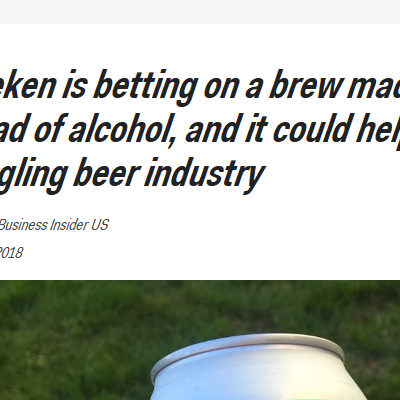 eken is betting on a brew mad
ad of alcohol, and it could hel
gling beer industry
Business Insider US
2018